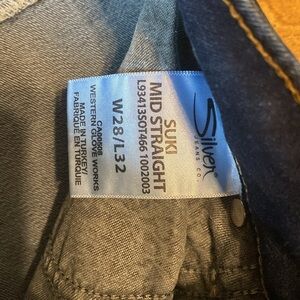 Silver
JEANS CO.
SUKI
MID STRAIGHT
L93413SOT466 1002003
W28/L32
CA00508
WESTERN GLOVE WORKS
MADE IN TURKEY/
FABRIQUÉ EN TURQUIE